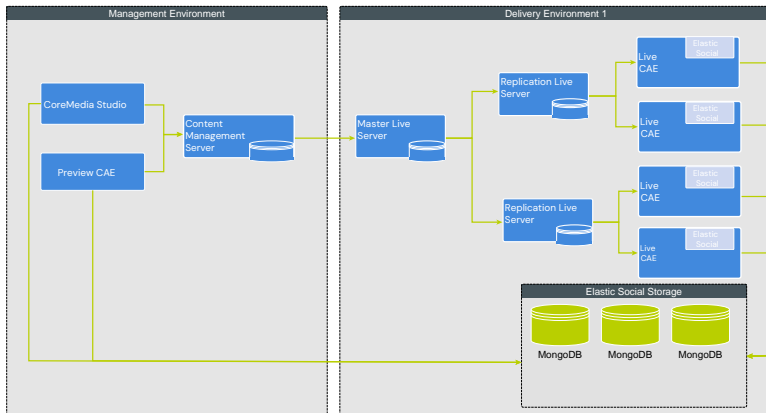 Management Environment
CoreMedia Studio
Preview CAE
Content
Management
Server
Delivery Environment 1
Master Live
Server
Replication Live
Server
Replication Live
Server
Elastic
Social
Live
CAE
Elastic
Social
Live
CAE
Elastic
Social
Live
CAE
Elastic
Social
Live
CAE
Elastic Social Storage
MongoDB
MongoDB
MongoDB